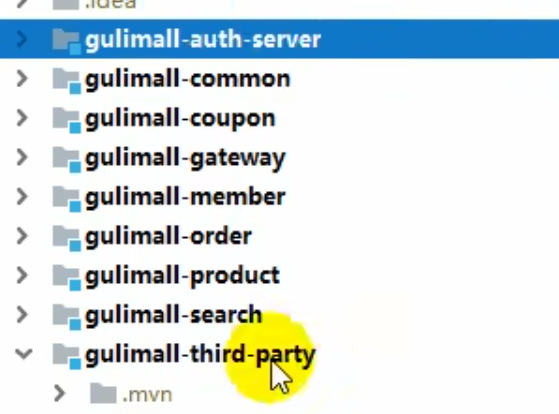 .idea
gulimall-auth-server
gulimall-common
gulimall-coupon
gulimall-gateway
gulimall-member
gulimall-order
gulimall-product
gulimall-search
gulimall-third-party
.mvn